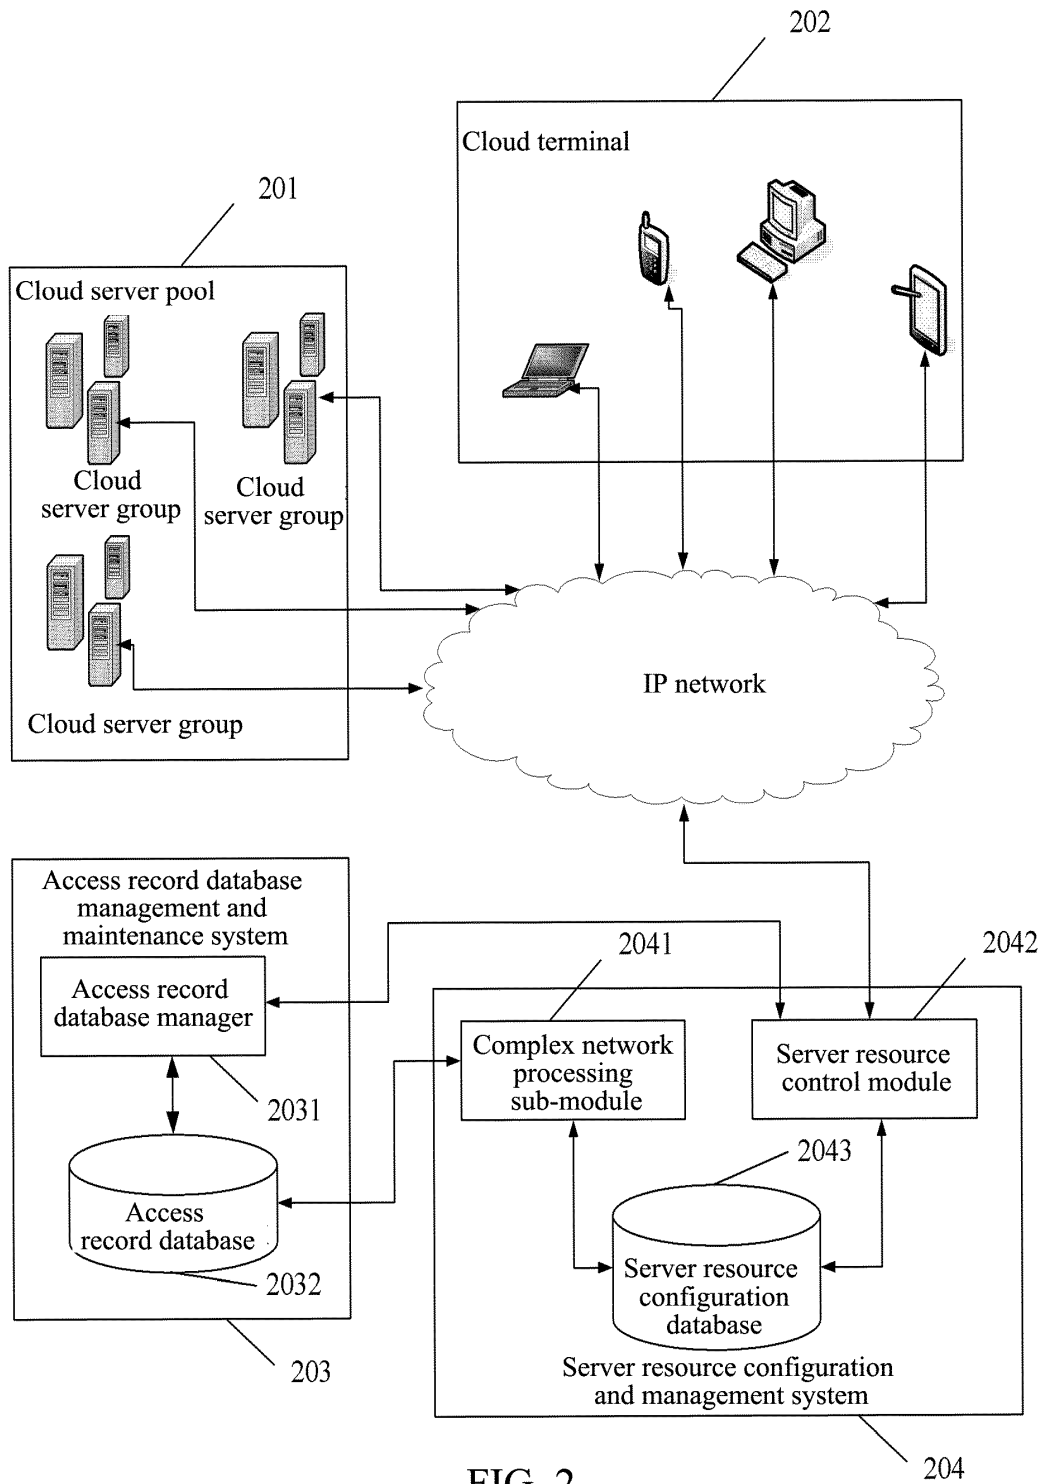 202
Cloud terminal
201
Cloud server pool
Cloud
server group
Cloud
server group
Cloud server group
IP network
Access record database
management and
maintenance system
Access record
database manager
2031
Access
record database
2032
203
2041
2042
Complex network
processing
sub-module
Server resource
control module
2043
Server resource
configuration
database
Server resource configuration
and management system
204
FIG. 2